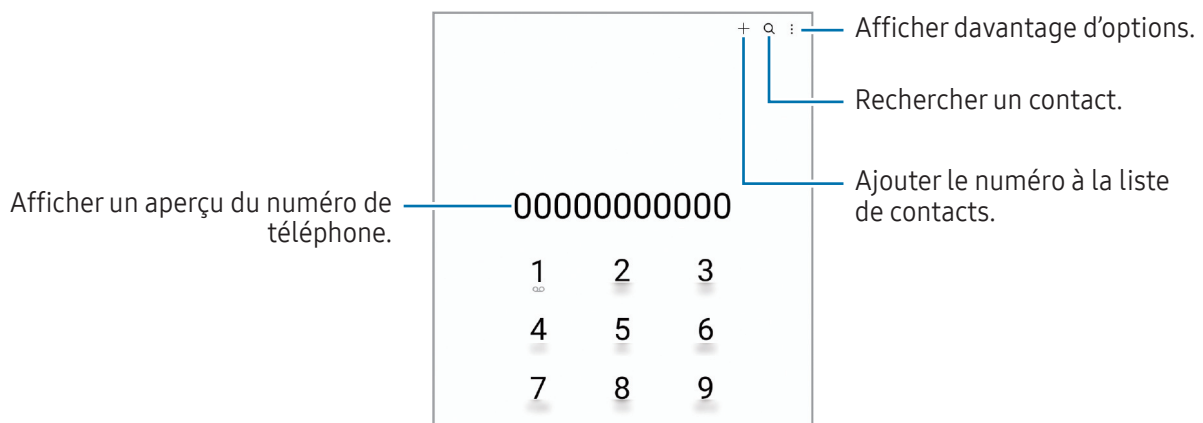 + Q ⋮
Afficher davantage d'options.
Rechercher un contact.
Ajouter le numéro à la liste
de contacts.
Afficher un aperçu du numéro de
téléphone.
00000000000
1 2 3
4 5 6
7 8 9